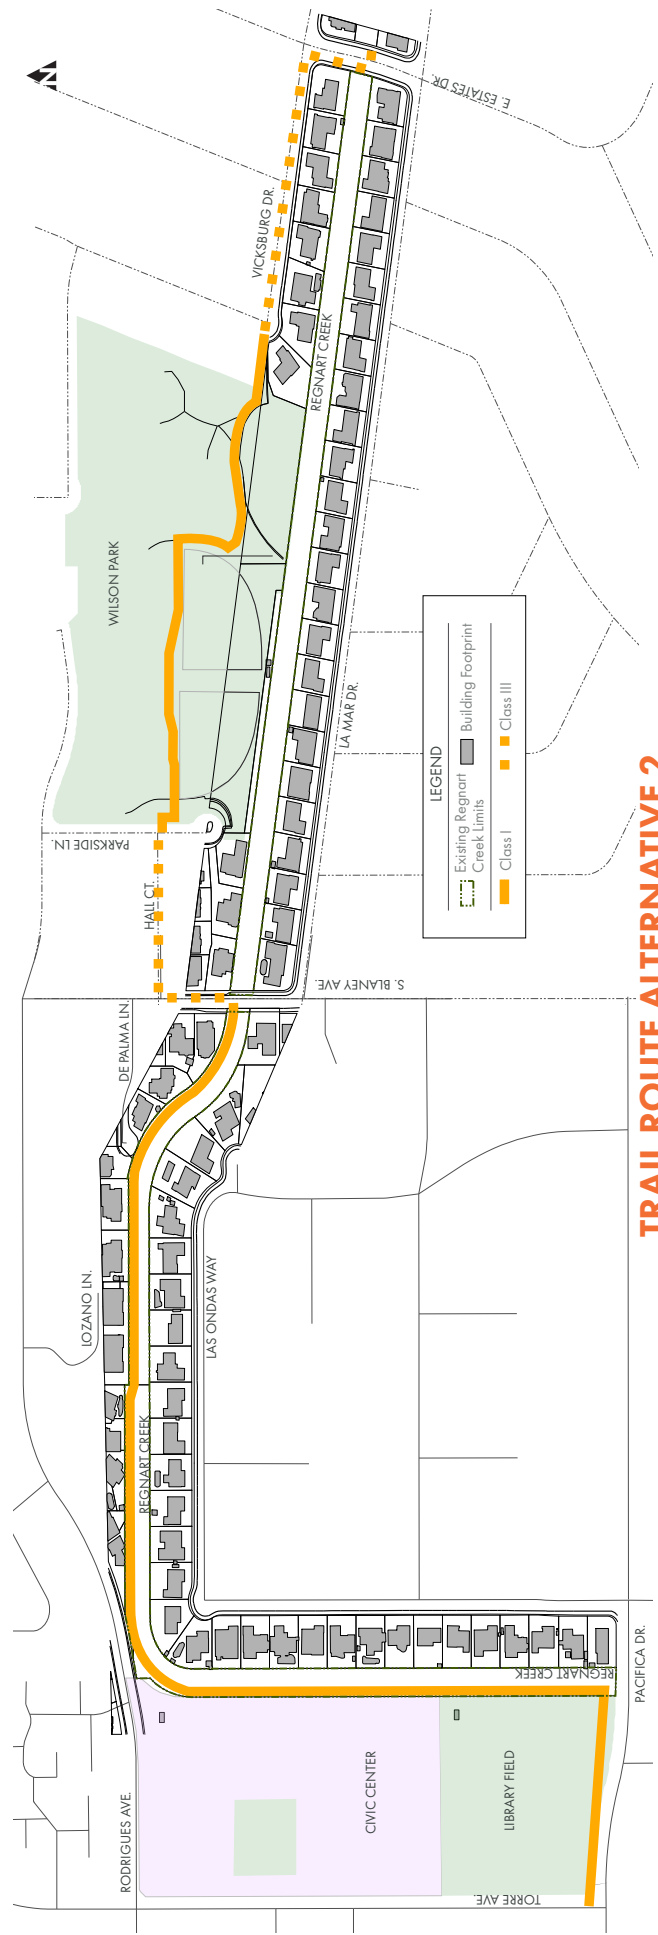 N
E. ESTATES DR.
VICKSBURG DR.
REGNART CREEK
WILSON PARK
LA MAR DR.
PARKSIDE LN.
HALL CT.
S. BLANEY AVE.
DE PALMA LN.
LOZANO LN.
LAS ONDAS WAY
REGNART CREEK
REGNART CREEK
PACIFICA DR.
RODRIGUES AVE.
CIVIC CENTER
LIBRARY FIELD
TORRE AVE.
LEGEND
Existing Regnart
Creek Limits
Building Footprint
Class I
Class III
TRAIL ROUTE ALTERNATIVE 2